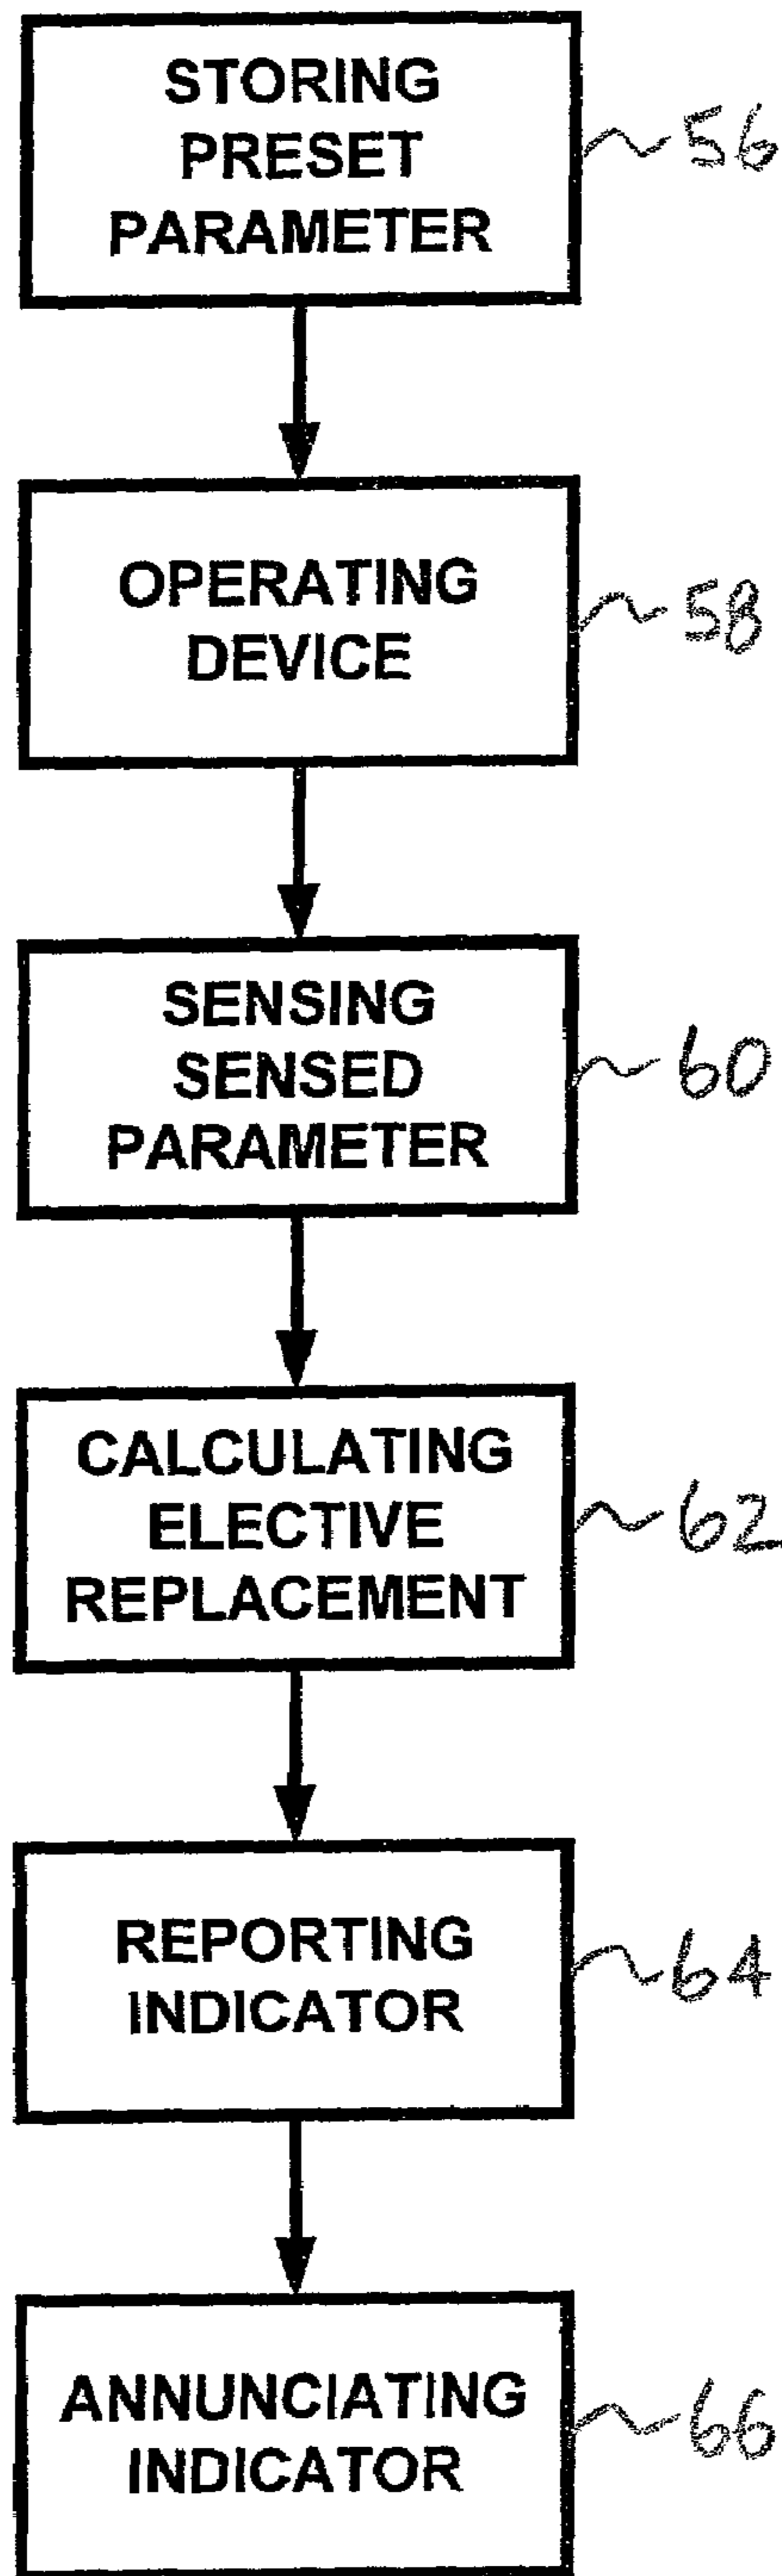 STORING
PRESET
PARAMETER
56
OPERATING
DEVICE
58
SENSING
SENSED
PARAMETER
60
CALCULATING
ELECTIVE
REPLACEMENT
62
REPORTING
INDICATOR
64
ANNUNCIATING
INDICATOR
66